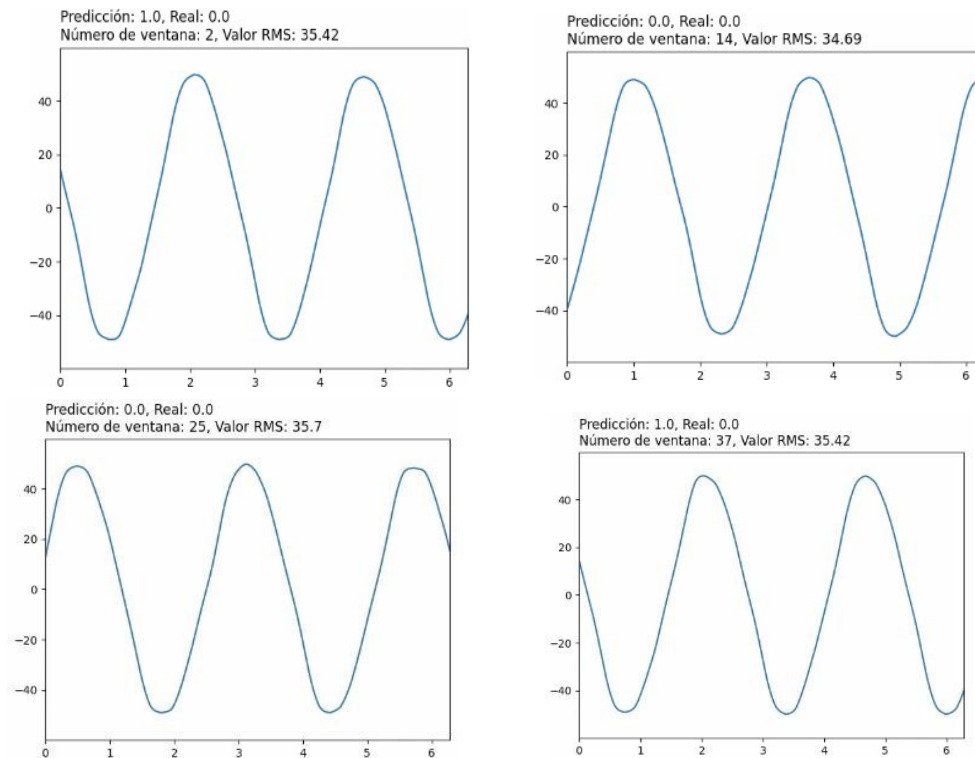 Predicción: 1.0, Real: 0.0
Número de ventana: 2, Valor RMS: 35.42
40
20
0
−20
−40
0 1 2 3 4 5 6
Predicción: 0.0, Real: 0.0
Número de ventana: 14, Valor RMS: 34.69
40
20
0
−20
−40
0 1 2 3 4 5 6
Predicción: 0.0, Real: 0.0
Número de ventana: 25, Valor RMS: 35.7
40
20
0
−20
−40
0 1 2 3 4 5 6
Predicción: 1.0, Real: 0.0
Número de ventana: 37, Valor RMS: 35.42
40
20
0
−20
−40
0 1 2 3 4 5 6